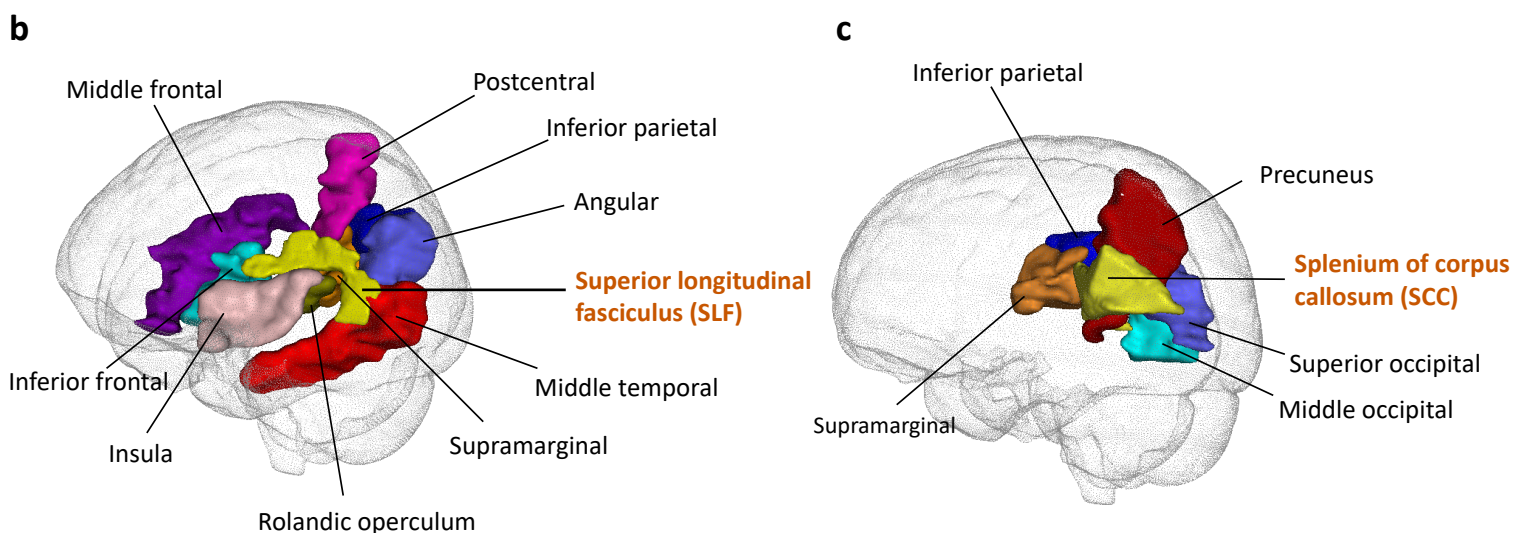 b
Middle frontal
Postcentral
Inferior parietal
Angular
Superior longitudinal
fasciculus (SLF)
Middle temporal
Inferior frontal
Supramarginal
Insula
Rolandic operculum
c
Inferior parietal
Precuneus
Splenium of corpus
callosum (SCC)
Superior occipital
Middle occipital
Supramarginal